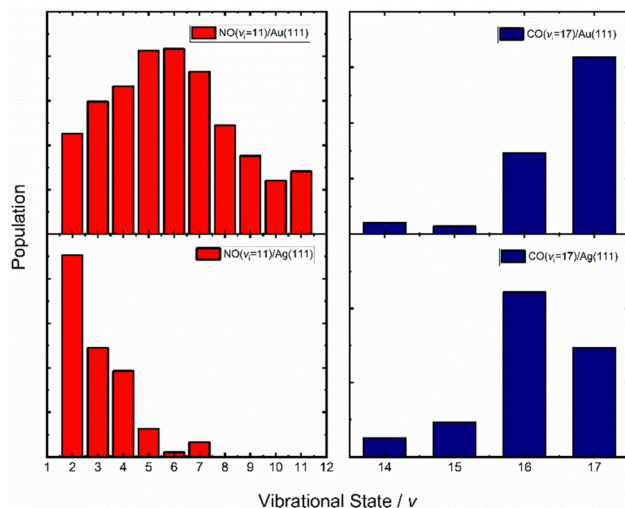 NO(vᵢ=11)/Au(111)
CO(vᵢ=17)/Au(111)
Population
NO(vᵢ=11)/Ag(111)
CO(vᵢ=17)/Ag(111)
1 2 3 4 5 6 7 8 9 10 11 12
14 15 16 17
Vibrational State / v